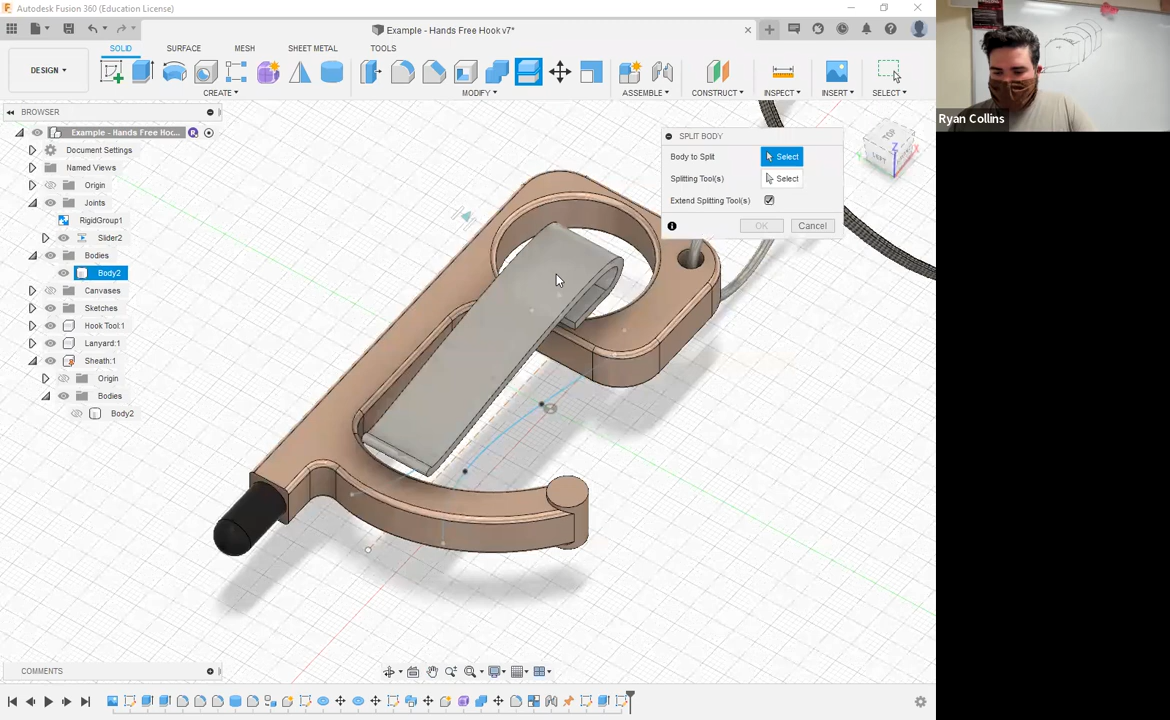 Autodesk Fusion 360 (Education License)
Example - Hands Free Hook v7*
SOLID SURFACE MESH SHEET METAL TOOLS
DESIGN
CREATE MODIFY ASSEMBLE CONSTRUCT INSPECT INSERT SELECT
BROWSER
Example - Hands Free Hoo...
Document Settings
Named Views
Origin
Joints
RigidGroup1
Slider2
Bodies
Body2
Canvases
Sketches
Hook Tool:1
Lanyard:1
Sheath:1
Origin
Bodies
Body2
SPLIT BODY
Body to Split Select
Splitting Tool(s) Select
Extend Splitting Tool(s)
OK Cancel
TOP
LEFT
Z
X
Y
Ryan Collins
COMMENTS